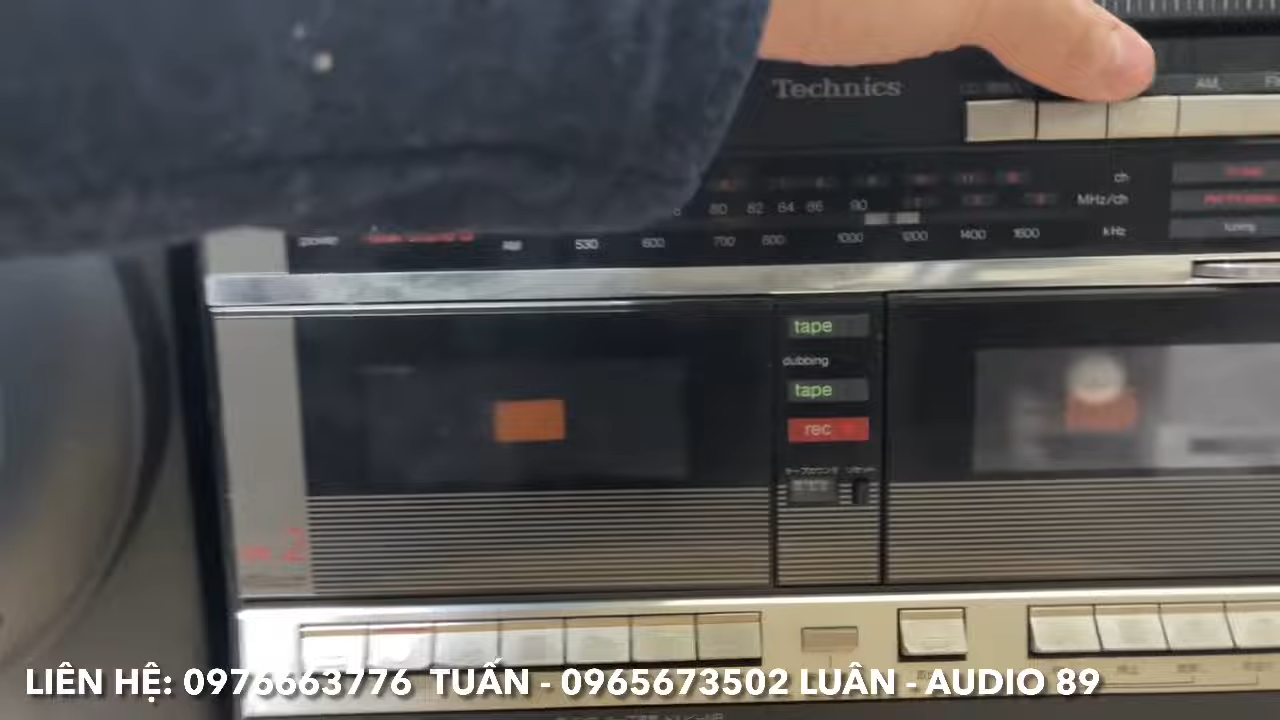 Technics
AM
ch
80 82 84 86 90
MHz/ch
530 600 700 800 1000 1200 1400 1600 kHz
tuning
tape
dubbing
tape
rec
LIÊN HỆ: 0976663776 TUẤN - 0965673502 LUÂN - AUDIO 89